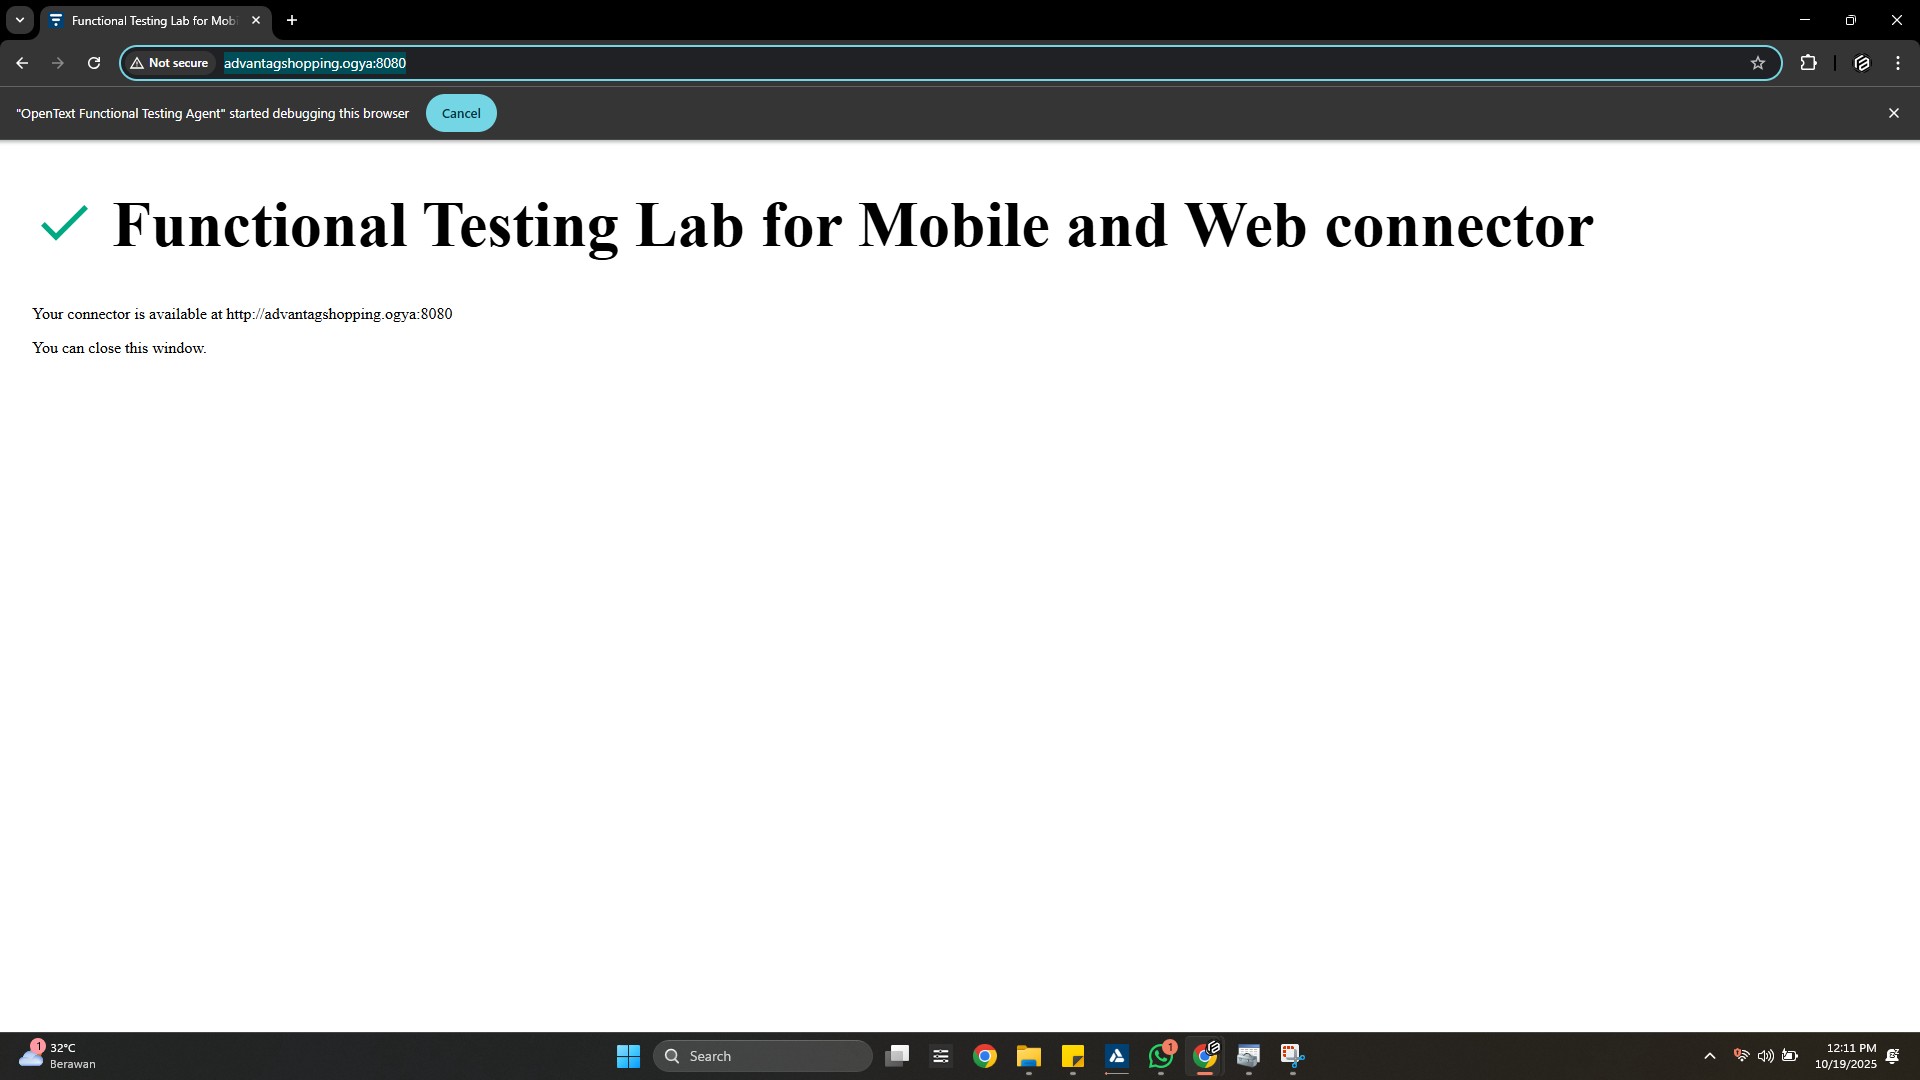 Functional Testing Lab for Mob
Not secure
advantagshopping.ogya:8080
"OpenText Functional Testing Agent" started debugging this browser
Cancel
Functional Testing Lab for Mobile and Web connector
Your connector is available at http://advantagshopping.ogya:8080
You can close this window.
1
32°C
Berawan
Search
1
12:11 PM
10/19/2025